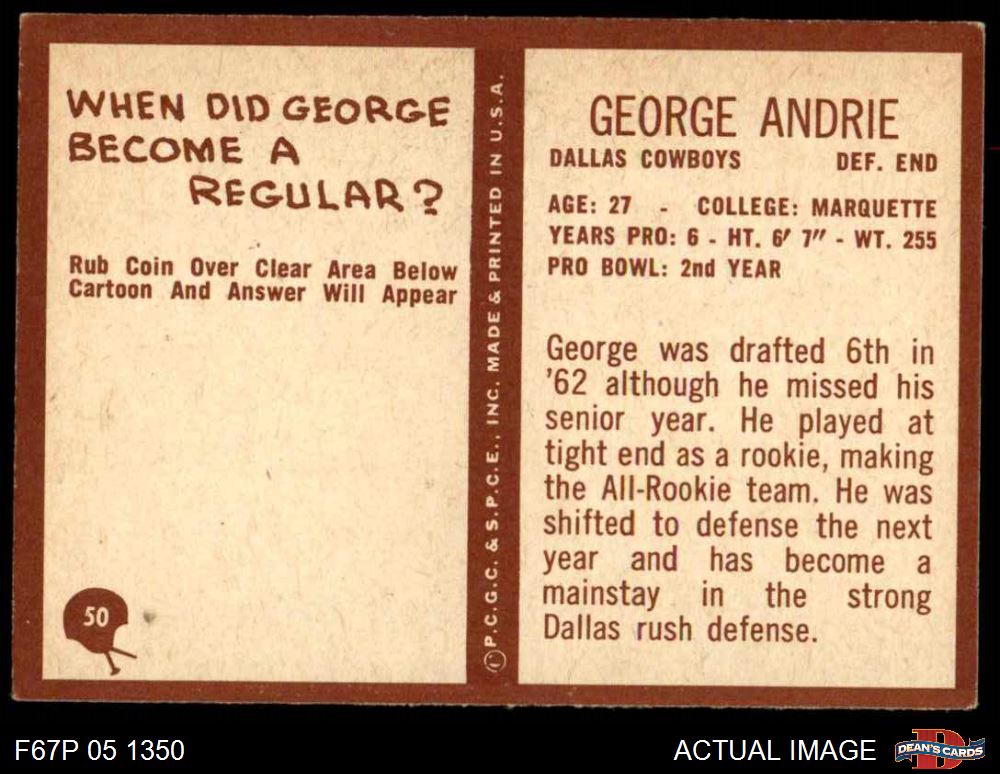 WHEN DID GEORGE
BECOME A
REGULAR?
Rub Coin Over Clear Area Below
Cartoon And Answer Will Appear
50
© P.C.G.C. & S.P.C.E., INC. MADE & PRINTED IN U.S.A.
GEORGE ANDRIE
DALLAS COWBOYS DEF. END
AGE: 27 - COLLEGE: MARQUETTE
YEARS PRO: 6 - HT. 6' 7" - WT. 255
PRO BOWL: 2nd YEAR
George was drafted 6th in
'62 although he missed his
senior year. He played at
tight end as a rookie, making
the All-Rookie team. He was
shifted to defense the next
year and has become a
mainstay in the strong
Dallas rush defense.
F67P 05 1350
ACTUAL IMAGE
D
DEAN'S CARDS